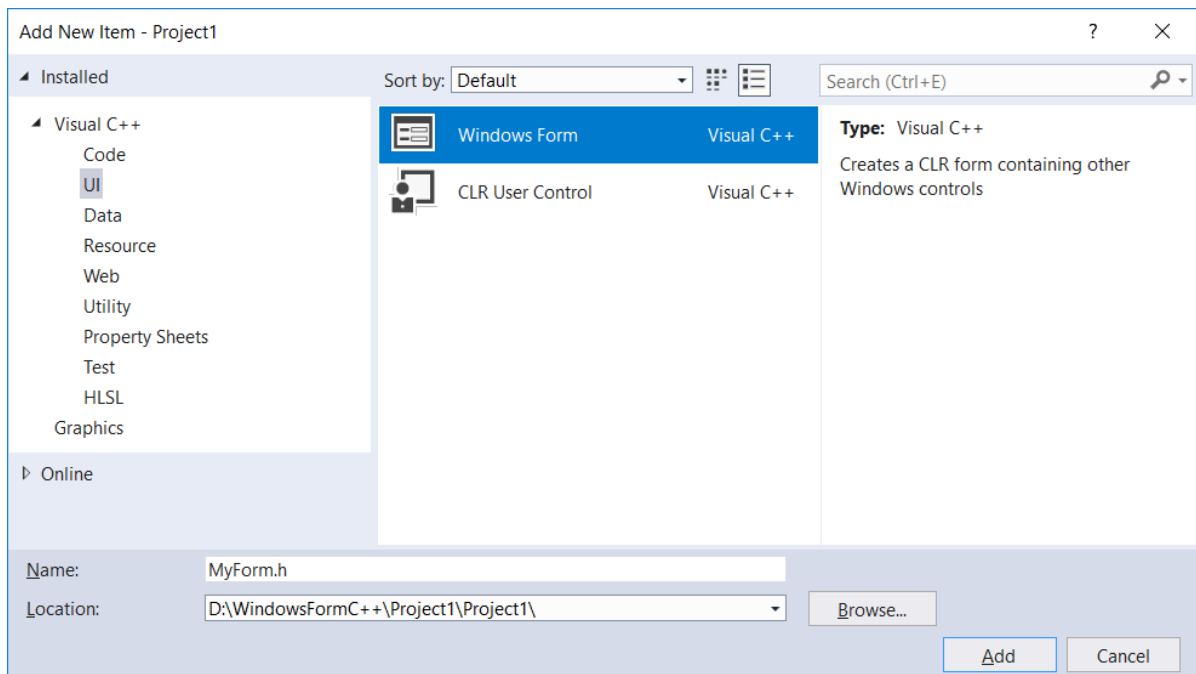 Add New Item - Project1
?
Installed
Sort by: Default
Search (Ctrl+E)
Visual C++
Code
UI
Data
Resource
Web
Utility
Property Sheets
Test
HLSL
Graphics
Online
Windows Form Visual C++
CLR User Control Visual C++
Type: Visual C++
Creates a CLR form containing other
Windows controls
Name: MyForm.h
Location: D:\WindowsFormC++\Project1\Project1\
Browse...
Add Cancel